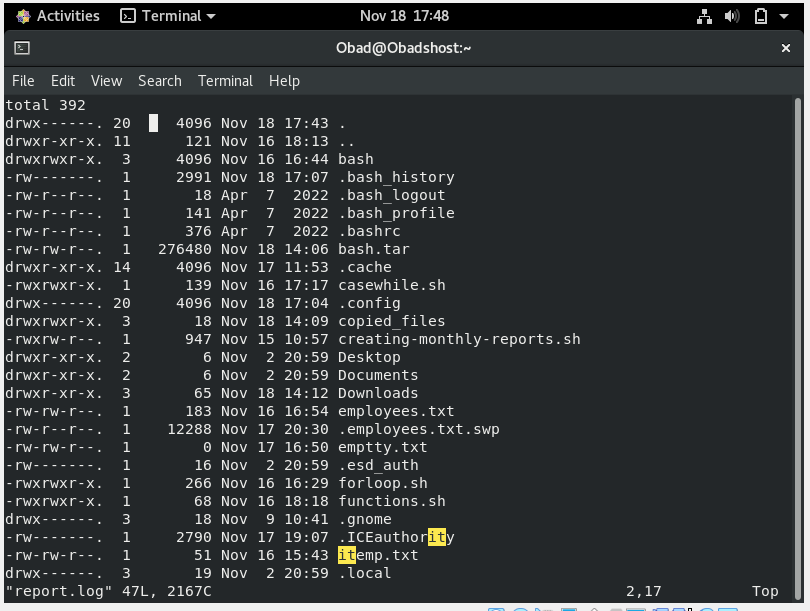 Activities Terminal Nov 18 17:48
Obad@Obadshost:~
File Edit View Search Terminal Help
total 392
drwx------. 20      4096 Nov 18 17:43 .
drwxr-xr-x. 11       121 Nov 16 18:13 ..
drwxrwxr-x.  3      4096 Nov 16 16:44 bash
-rw-------.  1      2991 Nov 18 17:07 .bash_history
-rw-r--r--.  1        18 Apr  7  2022 .bash_logout
-rw-r--r--.  1       141 Apr  7  2022 .bash_profile
-rw-r--r--.  1       376 Apr  7  2022 .bashrc
-rw-rw-r--.  1    276480 Nov 18 14:06 bash.tar
drwxr-xr-x. 14      4096 Nov 17 11:53 .cache
-rwxrwxr-x.  1       139 Nov 16 17:17 casewhile.sh
drwx------. 20      4096 Nov 18 17:04 .config
drwxrwxr-x.  3        18 Nov 18 14:09 copied_files
-rwxrw-r--.  1       947 Nov 15 10:57 creating-monthly-reports.sh
drwxr-xr-x.  2         6 Nov  2 20:59 Desktop
drwxr-xr-x.  2         6 Nov  2 20:59 Documents
drwxr-xr-x.  3        65 Nov 18 14:12 Downloads
-rw-rw-r--.  1       183 Nov 16 16:54 employees.txt
-rw-r--r--.  1     12288 Nov 17 20:30 .employees.txt.swp
-rw-rw-r--.  1         0 Nov 17 16:50 emptty.txt
-rw-------.  1        16 Nov  2 20:59 .esd_auth
-rwxrwxr-x.  1       266 Nov 16 16:29 forloop.sh
-rwxrwxr-x.  1        68 Nov 16 18:18 functions.sh
drwx------.  3        18 Nov  9 10:41 .gnome
-rw-------.  1      2790 Nov 17 19:07 .ICEauthority
-rw-rw-r--.  1        51 Nov 16 15:43 itemp.txt
drwx------.  3        19 Nov  2 20:59 .local
"report.log" 47L, 2167C 2,17 Top